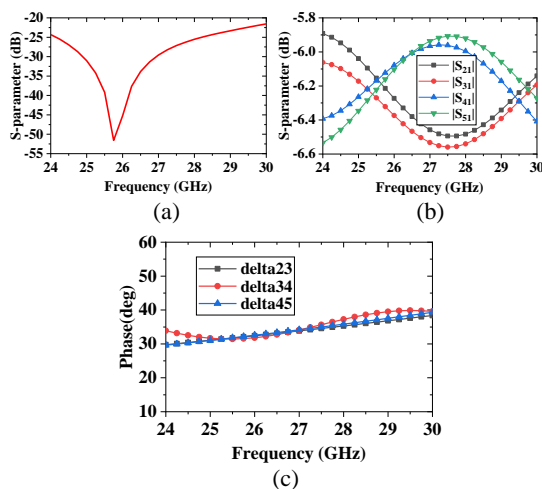 S-parameter (dB)
-20
-25
-30
-35
-40
-45
-50
-55
24 25 26 27 28 29 30
Frequency (GHz)
(a)
S-parameter (dB)
-5.8
-6.0
-6.2
-6.4
-6.6
|S21|
|S31|
|S41|
|S51|
24 26 28 30
Frequency (GHz)
(b)
Phase(deg)
60
50
40
30
20
10
delta23
delta34
delta45
24 25 26 27 28 29 30
Frequency (GHz)
(c)